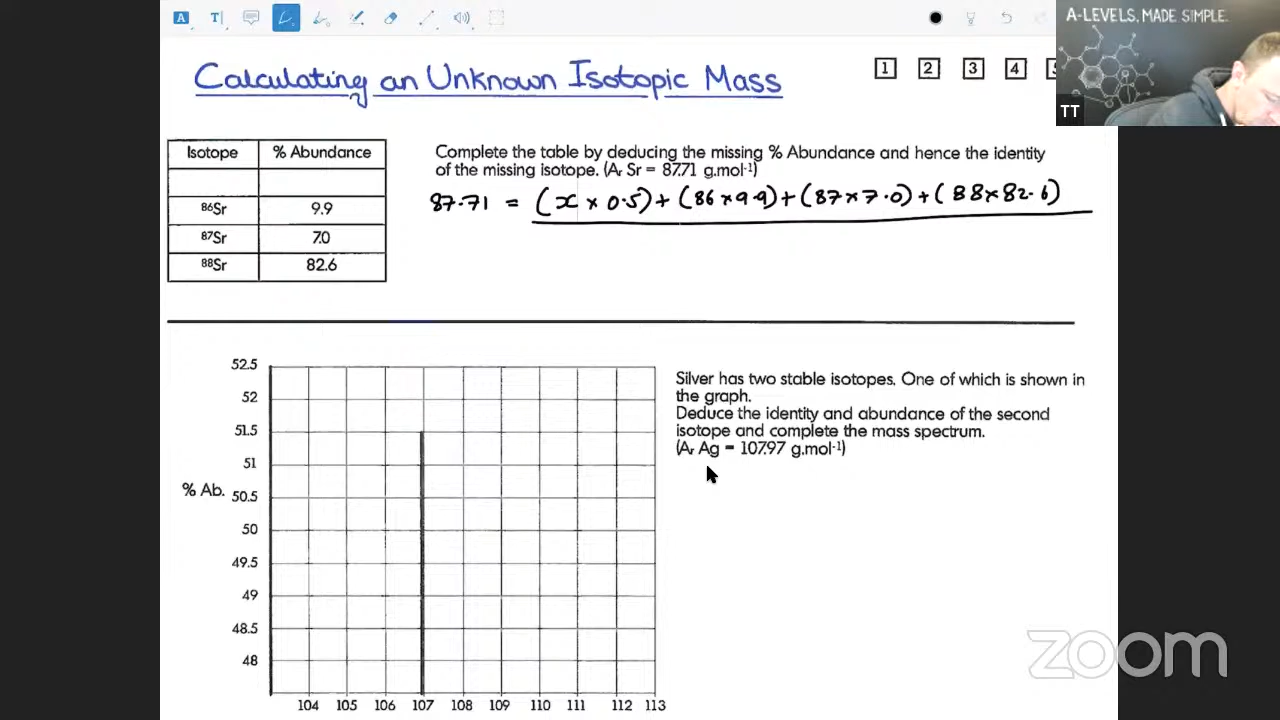 A-LEVELS, MADE SIMPLE.
TT
Calculating an Unknown Isotopic Mass
1 2 3 4
Isotope % Abundance
⁸⁶Sr 9.9
⁸⁷Sr 7.0
⁸⁸Sr 82.6
Complete the table by deducing the missing % Abundance and hence the identity
of the missing isotope. (Aᵣ Sr = 87.71 g.mol⁻¹)
87.71 = (x × 0.5) + (86×9.9) + (87×7.0) + (88×82.6)
52.5
52
51.5
51
% Ab. 50.5
50
49.5
49
48.5
48
104 105 106 107 108 109 110 111 112 113
Silver has two stable isotopes. One of which is shown in
the graph.
Deduce the identity and abundance of the second
isotope and complete the mass spectrum.
(Aᵣ Ag = 107.97 g.mol⁻¹)
zoom